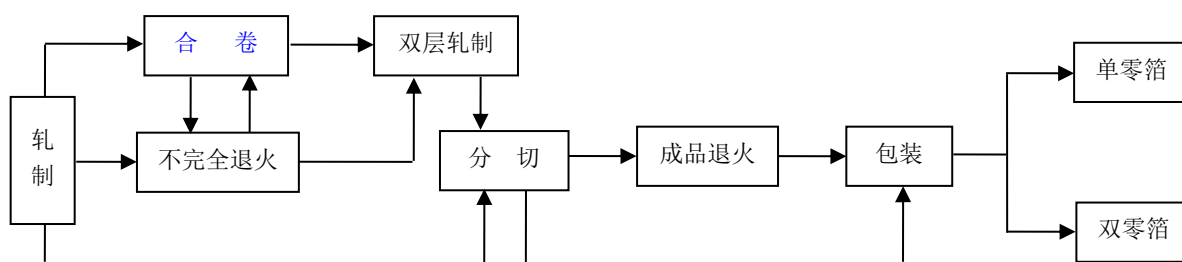 合 卷
双层轧制
单零箔
轧
制
不完全退火
分 切
成品退火
包装
双零箔